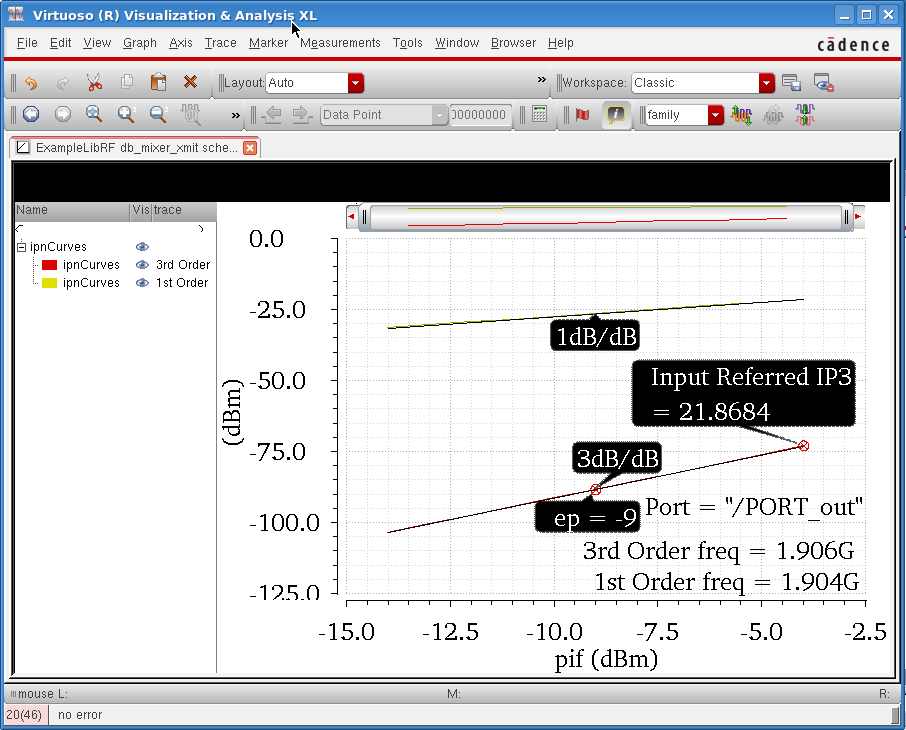 Virtuoso (R) Visualization & Analysis XL
File Edit View Graph Axis Trace Marker Measurements Tools Window Browser Help
cādence
Layout: Auto
»
Workspace: Classic
»
Data Point
00000000
family
ExampleLibRF db_mixer_xmit sche...
Name Vis trace
ipnCurves
ipnCurves 3rd Order
ipnCurves 1st Order
0.0
-25.0
-50.0
-75.0
-100.0
-125.0
(dBm)
1dB/dB
Input Referred IP3
= 21.8684
3dB/dB
ep = -9
Port = "/PORT_out"
3rd Order freq = 1.906G
1st Order freq = 1.904G
-15.0 -12.5 -10.0 -7.5 -5.0 -2.5
pif (dBm)
mouse L: M: R:
20(46) no error